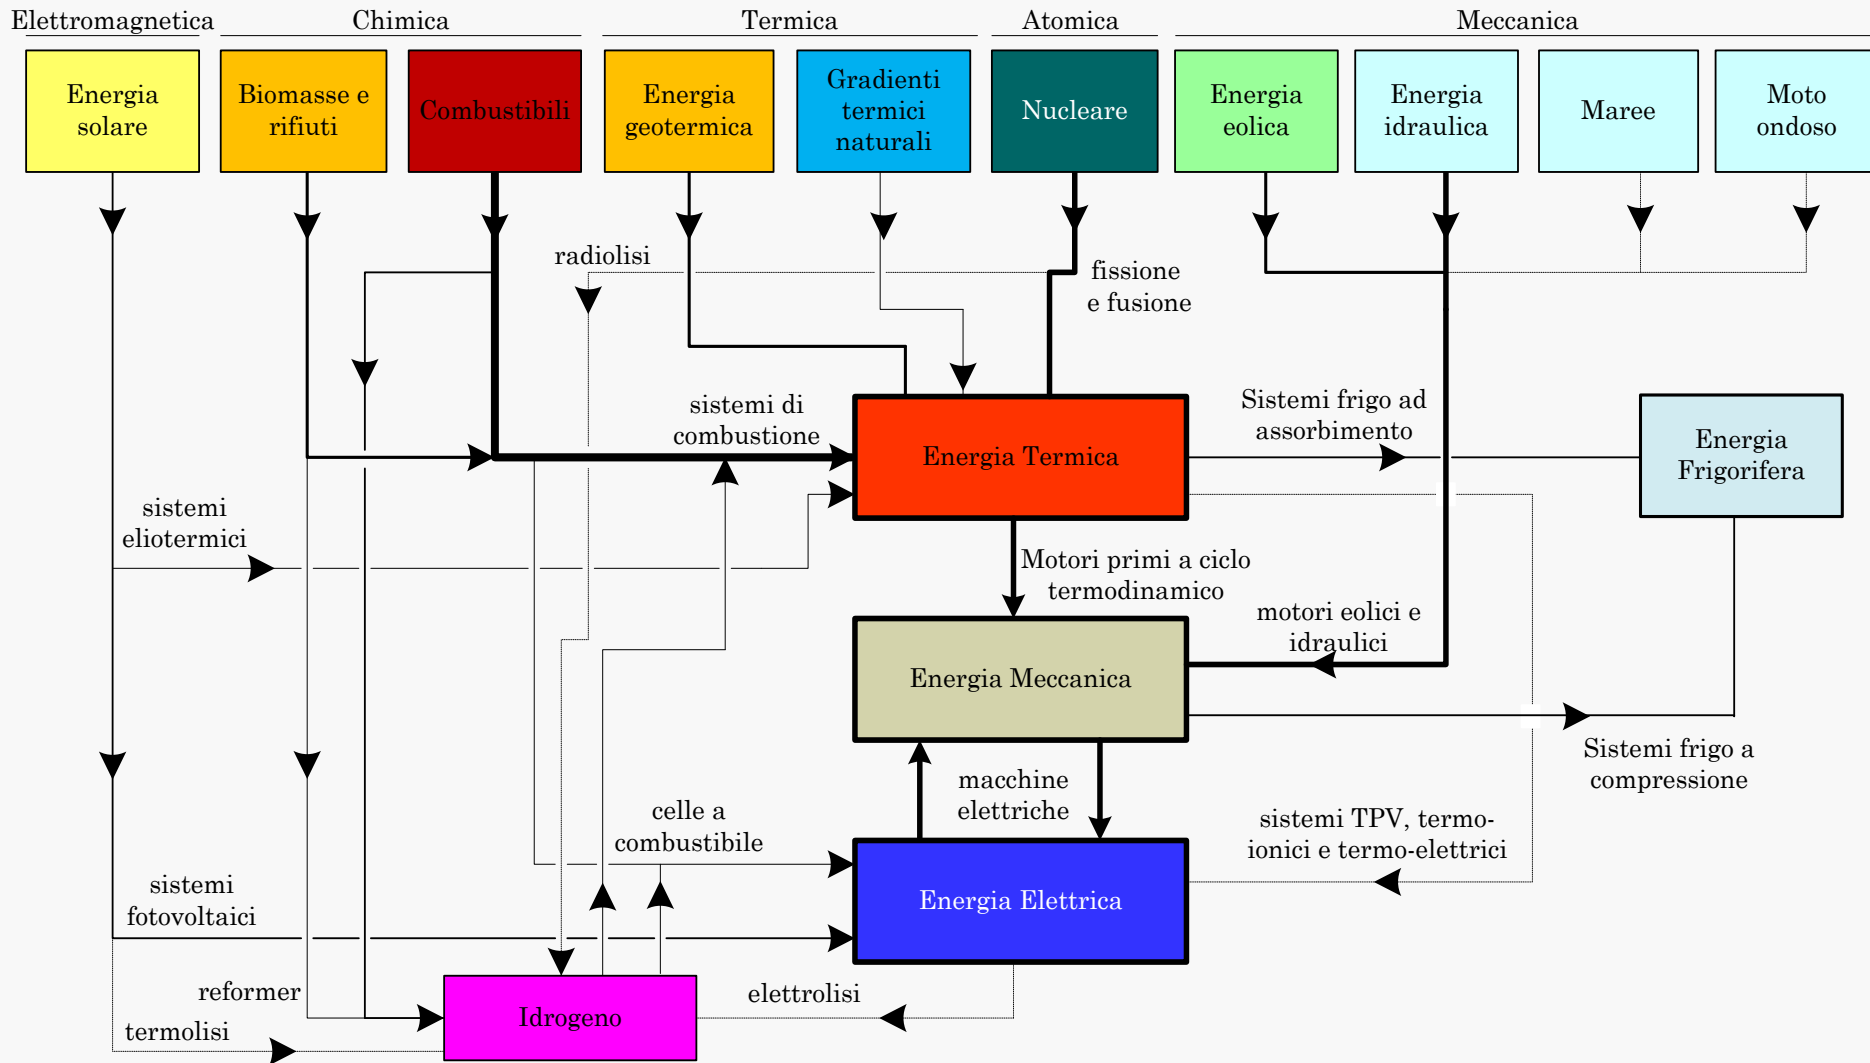 Elettromagnetica
Chimica
Termica
Atomica
Meccanica
Energia
solare
Biomasse e
rifiuti
Combustibili
Energia
geotermica
Gradienti
termici
naturali
Nucleare
Energia
eolica
Energia
idraulica
Maree
Moto
ondoso
radiolisi
fissione
e fusione
sistemi di
combustione
Energia Termica
Sistemi frigo ad
assorbimento
Energia
Frigorifera
sistemi
eliotermici
Motori primi a ciclo
termodinamico
motori eolici e
idraulici
Energia Meccanica
Sistemi frigo a
compressione
macchine
elettriche
celle a
combustibile
sistemi TPV, termo-
ionici e termo-elettrici
sistemi
fotovoltaici
Energia Elettrica
reformer
elettrolisi
Idrogeno
termolisi